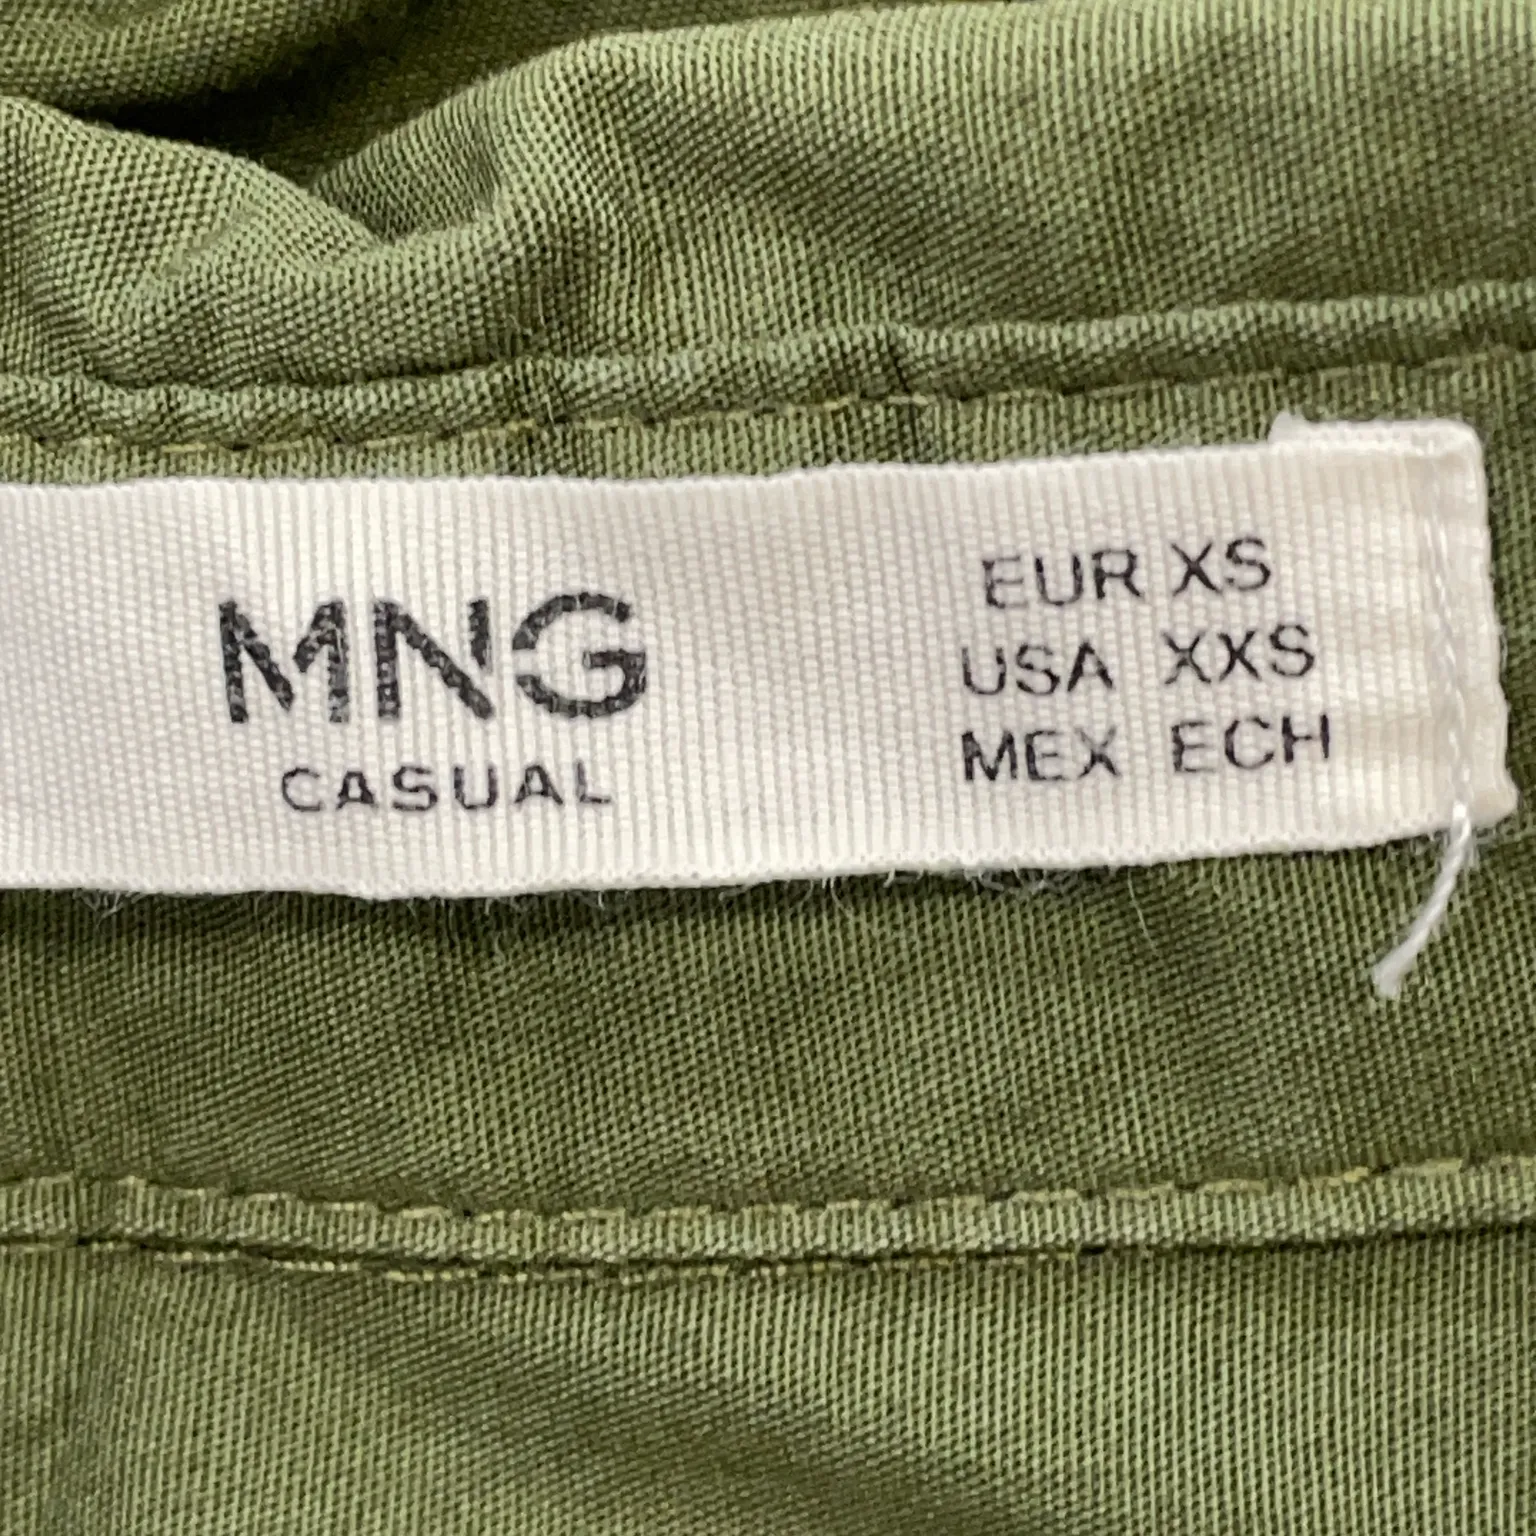 MNG
CASUAL
EUR XS
USA XXS
MEX ECH